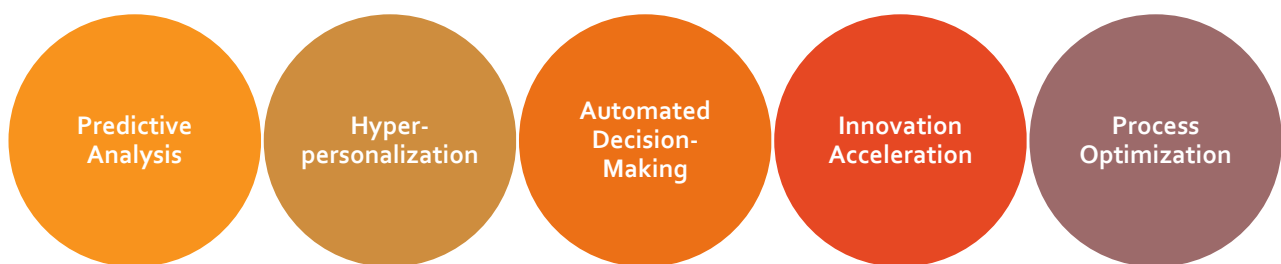 Predictive
Analysis
Hyper-
personalization
Automated
Decision-
Making
Innovation
Acceleration
Process
Optimization